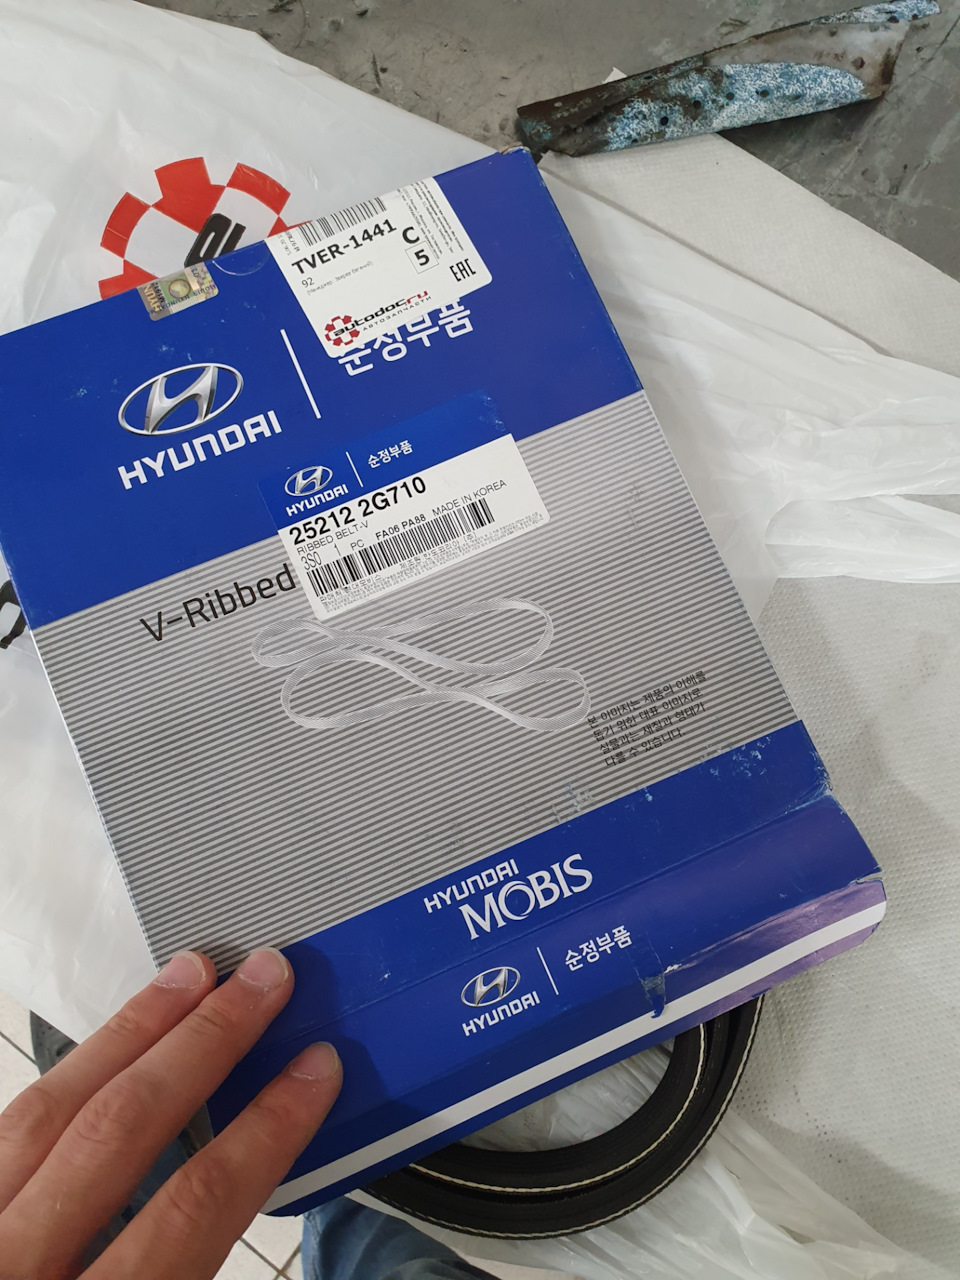 TVER-1441
92
C
5
EAC
autodoc.ru
АВТОЗАПЧАСТИ
순정부품
HYUNDAI
HYUNDAI
순정부품
25212 2G710
RIBBED BELT-V
3S0 1 PC FA06 PA88 MADE IN KOREA
V-Ribbed
본 이미지는 제품의 이해를
돕기 위한 대표 이미지로
실물과는 재질과 형태가
다를 수 있습니다.
HYUNDAI
MOBIS
HYUNDAI
순정부품